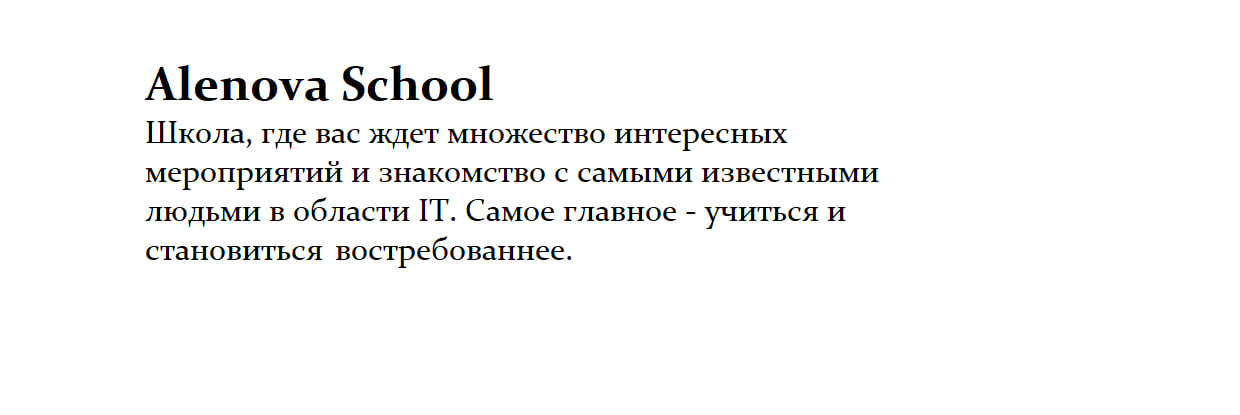 Alenova School
Школа, где вас ждет множество интересных
мероприятий и знакомство с самыми известными
людьми в области IT. Самое главное - учиться и
становиться востребованнее.